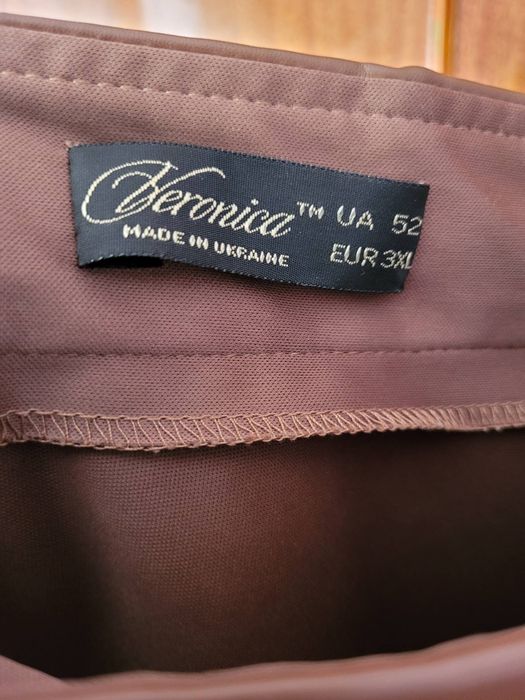 Veronica™ UA 52
MADE IN UKRAINE EUR 3XL